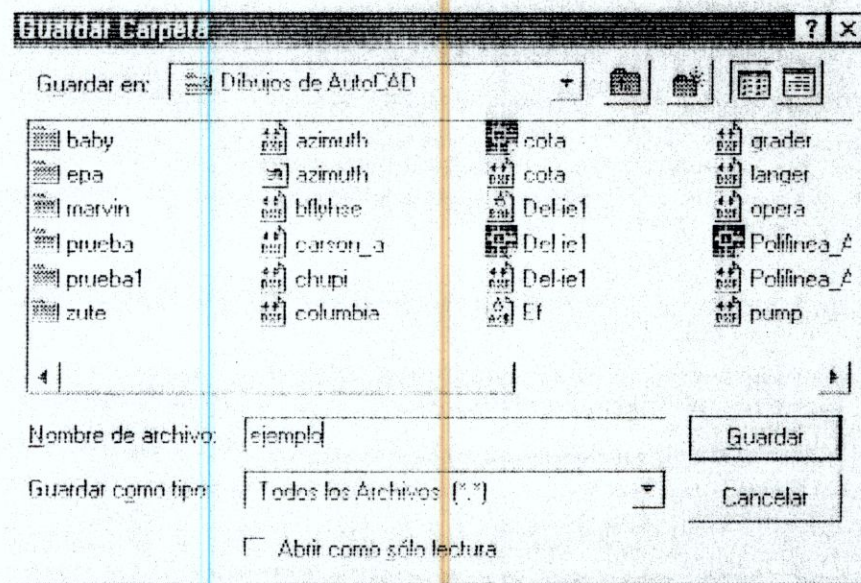 Guardar Carpeta
Guardar en: Dibujos de AutoCAD
baby azimuth cota grader
epa azimuth cota langer
marvin bflyhse Del-ie1 opera
prueba carson_a Del-ie1 Polilinea_A
prueba1 chupi Del-ie1 Polilinea_A
zute columbia Ef pump
Nombre de archivo: ejemplo Guardar
Guardar como tipo: Todos los Archivos (*.*) Cancelar
Abrir como sólo lectura